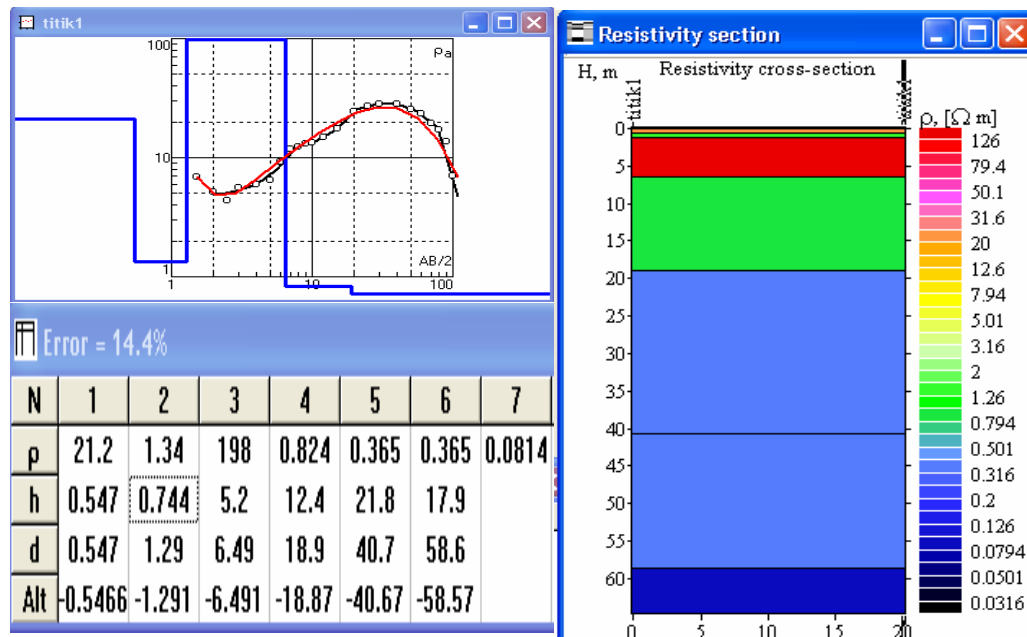 titik1
100
Pa
10
1
AB/2
1
10
100
Error = 14.4%
N 1 2 3 4 5 6 7
ρ 21.2 1.34 198 0.824 0.365 0.365 0.0814
h 0.547 0.744 5.2 12.4 21.8 17.9
d 0.547 1.29 6.49 18.9 40.7 58.6
Alt -0.5466 -1.291 -6.491 -18.87 -40.67 -58.57
Resistivity section
H, m Resistivity cross-section
titik1
titik1
ρ, [Ω m]
0
5
10
15
20
25
30
35
40
45
50
55
60
0 5 10 15 20
126
79.4
50.1
31.6
20
12.6
7.94
5.01
3.16
2
1.26
0.794
0.501
0.316
0.2
0.126
0.0794
0.0501
0.0316